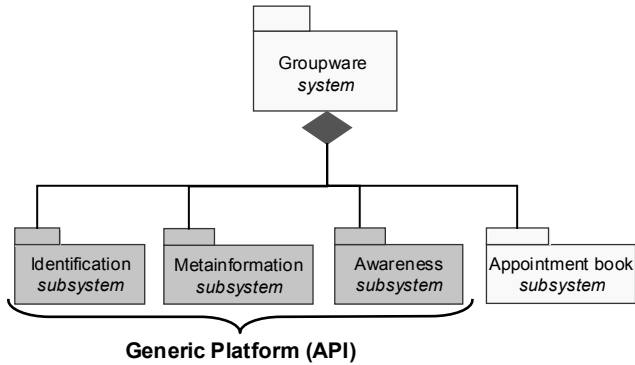 Groupware
system
Identification
subsystem
Metainformation
subsystem
Awareness
subsystem
Appointment book
subsystem
Generic Platform (API)